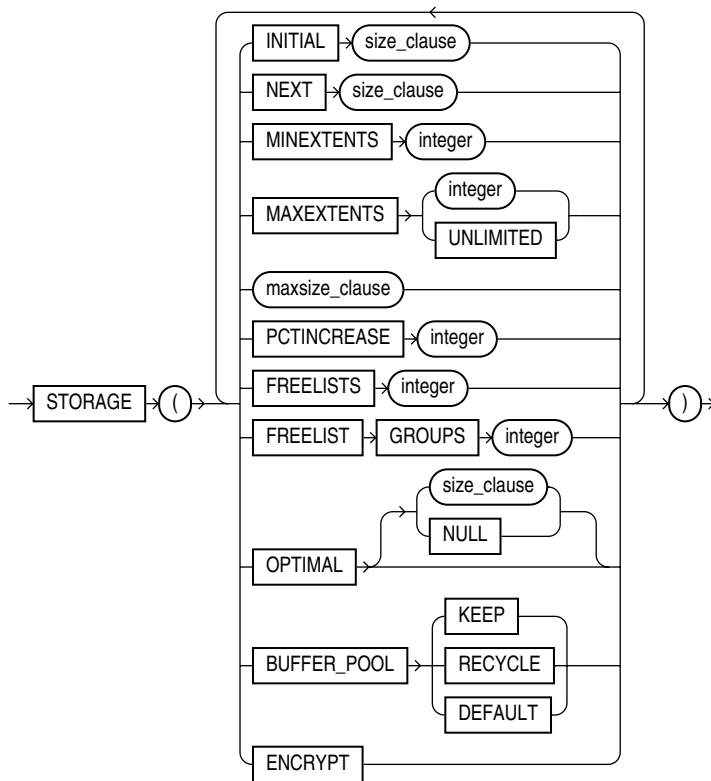 INITIAL size_clause
NEXT size_clause
MINEXTENTS integer
integer
MAXEXTENTS
UNLIMITED
maxsize_clause
PCTINCREASE integer
FREELISTS integer
STORAGE ( )
FREELIST GROUPS integer
size_clause
NULL
OPTIMAL
KEEP
BUFFER_POOL RECYCLE
DEFAULT
ENCRYPT